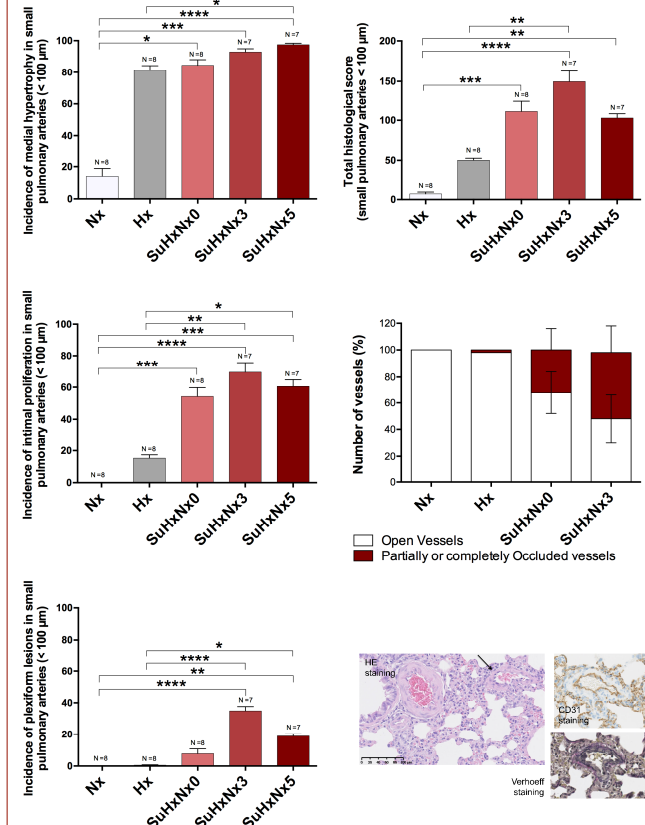 Incidence of medial hypertrophy in small
pulmonary arteries (< 100 µm)
100
80
60
40
20
0
*
****
***
*
N =8
N =8
N =8
N =7
N =7
Nx
Hx
SuHxNx0
SuHxNx3
SuHxNx5
Total histological score
(small pulmonary arteries < 100 µm)
200
150
100
50
0
**
**
****
***
N =8
N =8
N =8
N =7
N =7
Nx
Hx
SuHxNx0
SuHxNx3
SuHxNx5
Incidence of intimal proliferation in small
pulmonary arteries (< 100 µm)
100
80
60
40
20
0
*
**
***
****
***
N =8
N =8
N =8
N =7
N =7
Nx
Hx
SuHxNx0
SuHxNx3
SuHxNx5
Number of vessels (%)
120
100
80
60
40
20
0
Nx
Hx
SuHxNx0
SuHxNx3
Open Vessels
Partially or completely Occluded vessels
Incidence of plexiform lesions in small
pulmonary arteries (< 100 µm)
100
80
60
40
20
0
*
****
**
****
N =8
N =8
N =8
N =7
N =7
Nx
Hx
SuHxNx0
SuHxNx3
SuHxNx5
HE
staining
CD31
staining
Verhoeff
staining